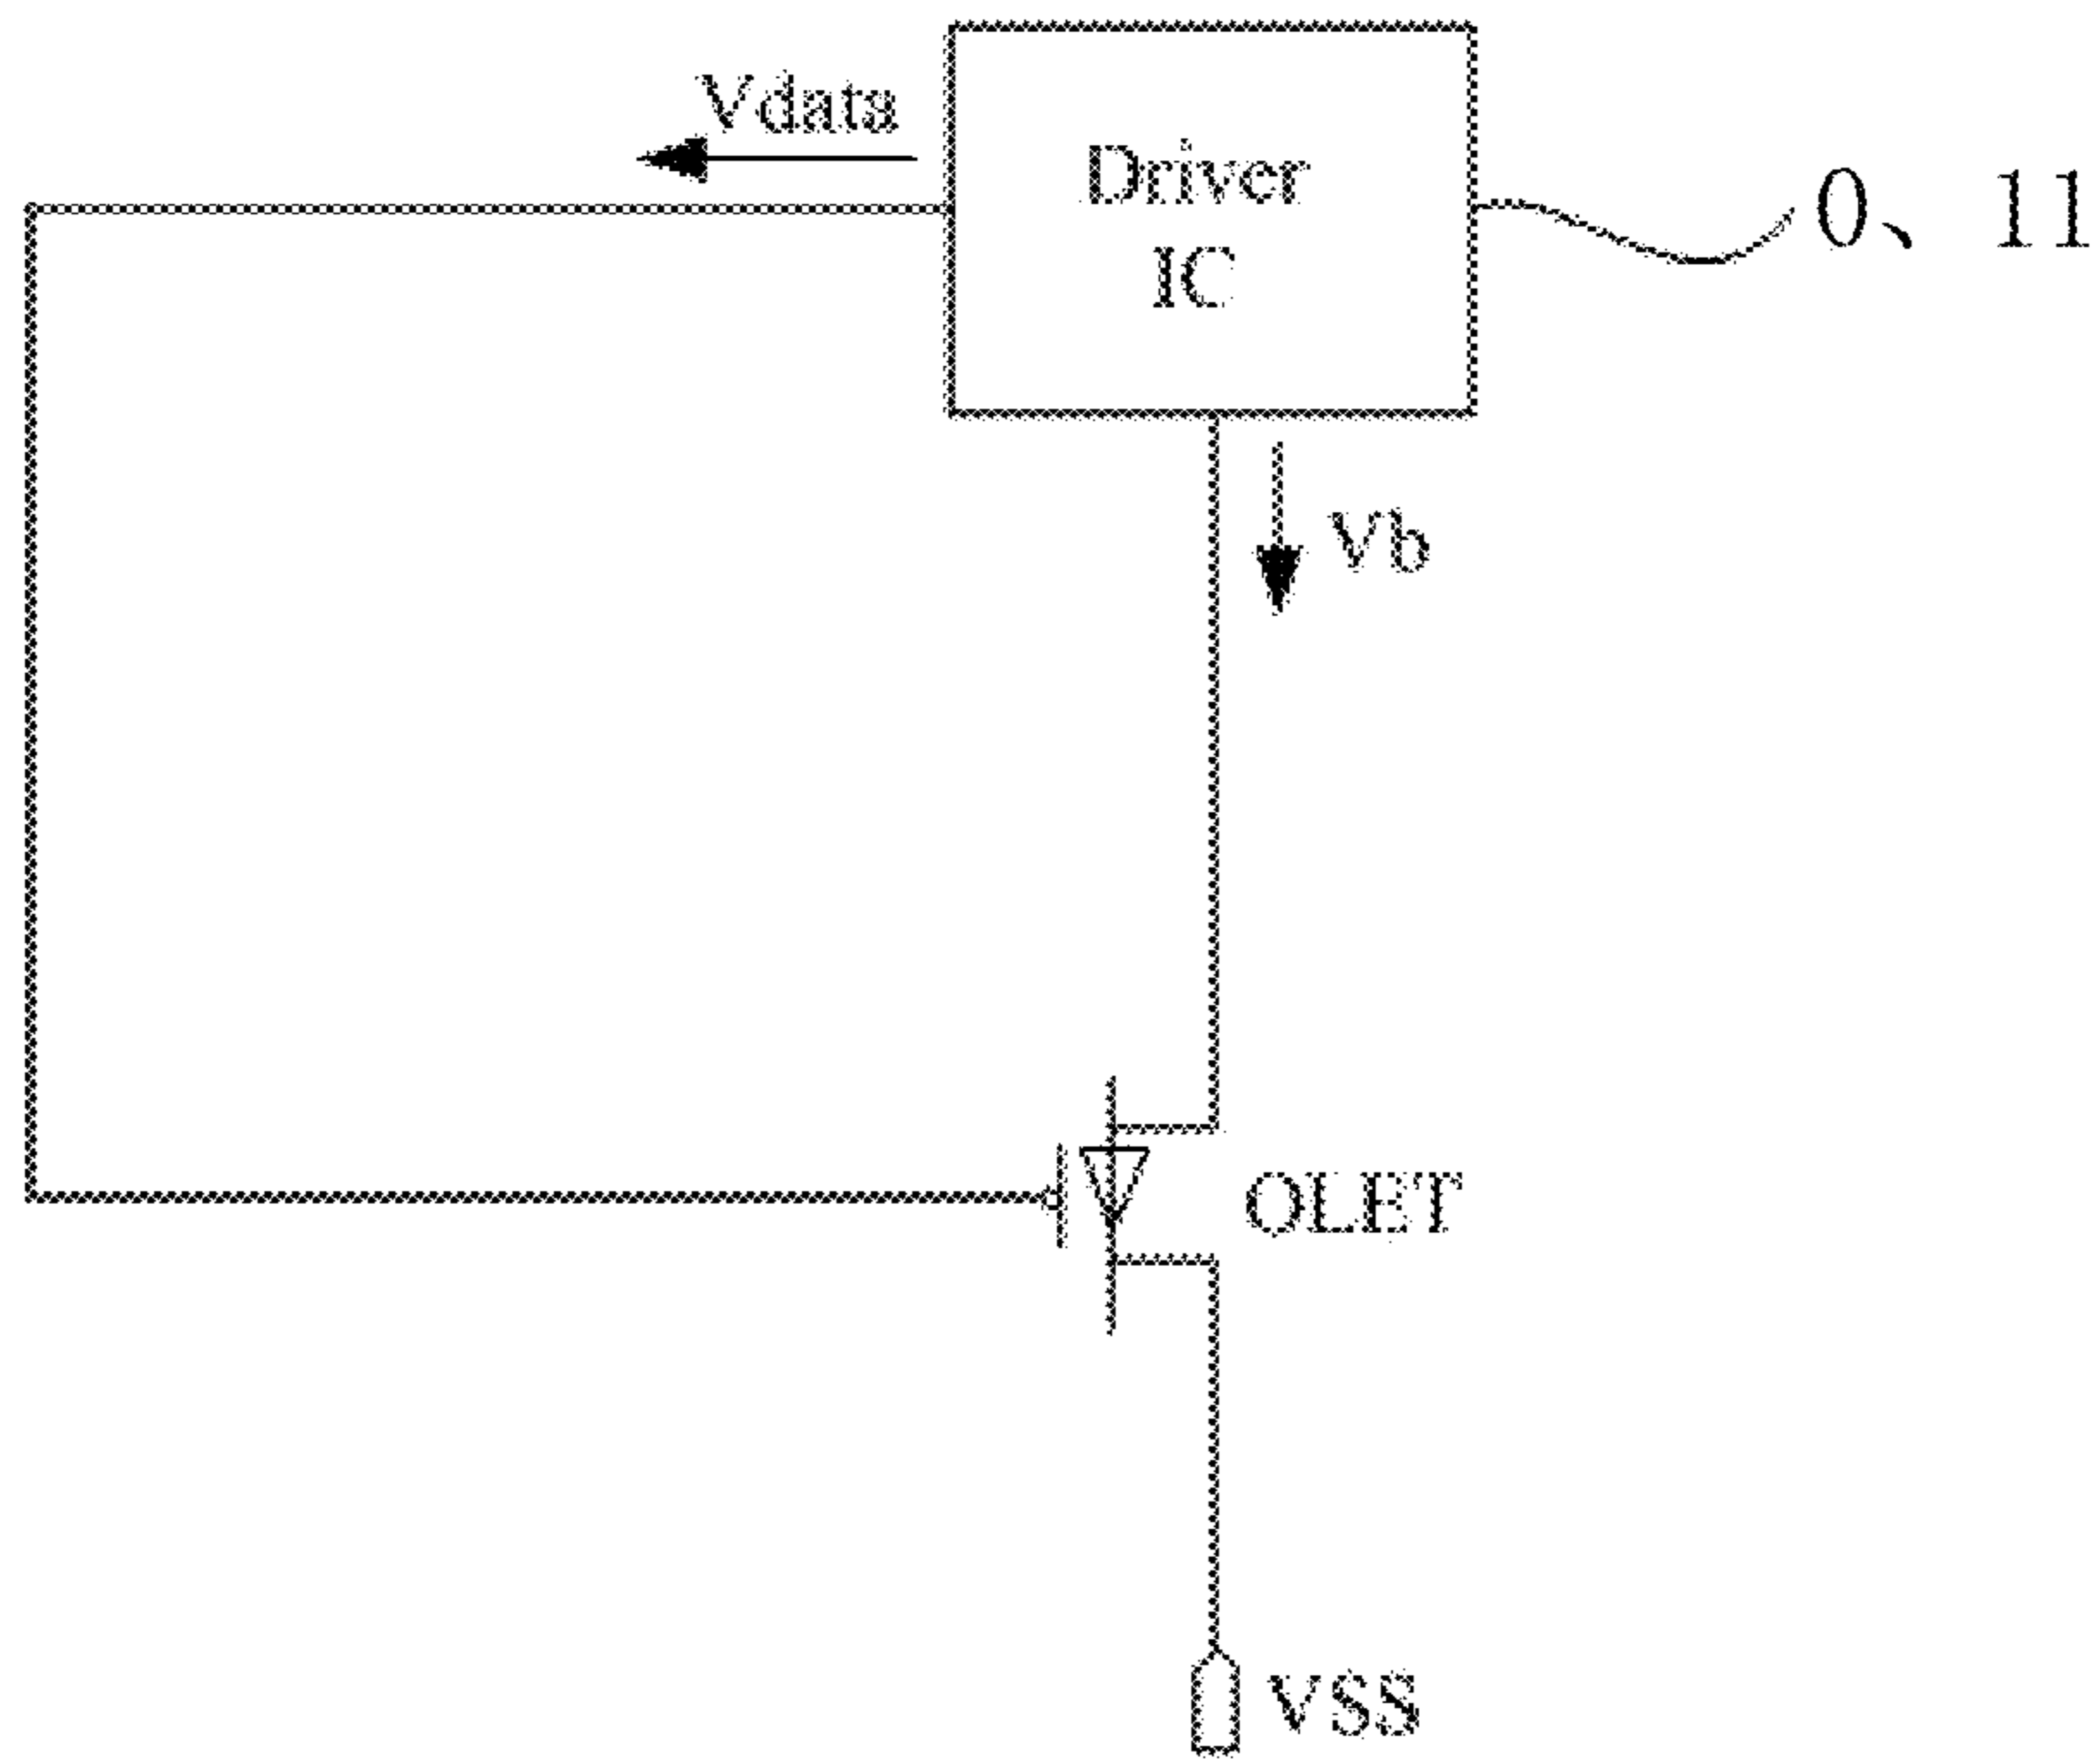 Vdata
Driver
IC
0、11
Vb
OLET
VSS